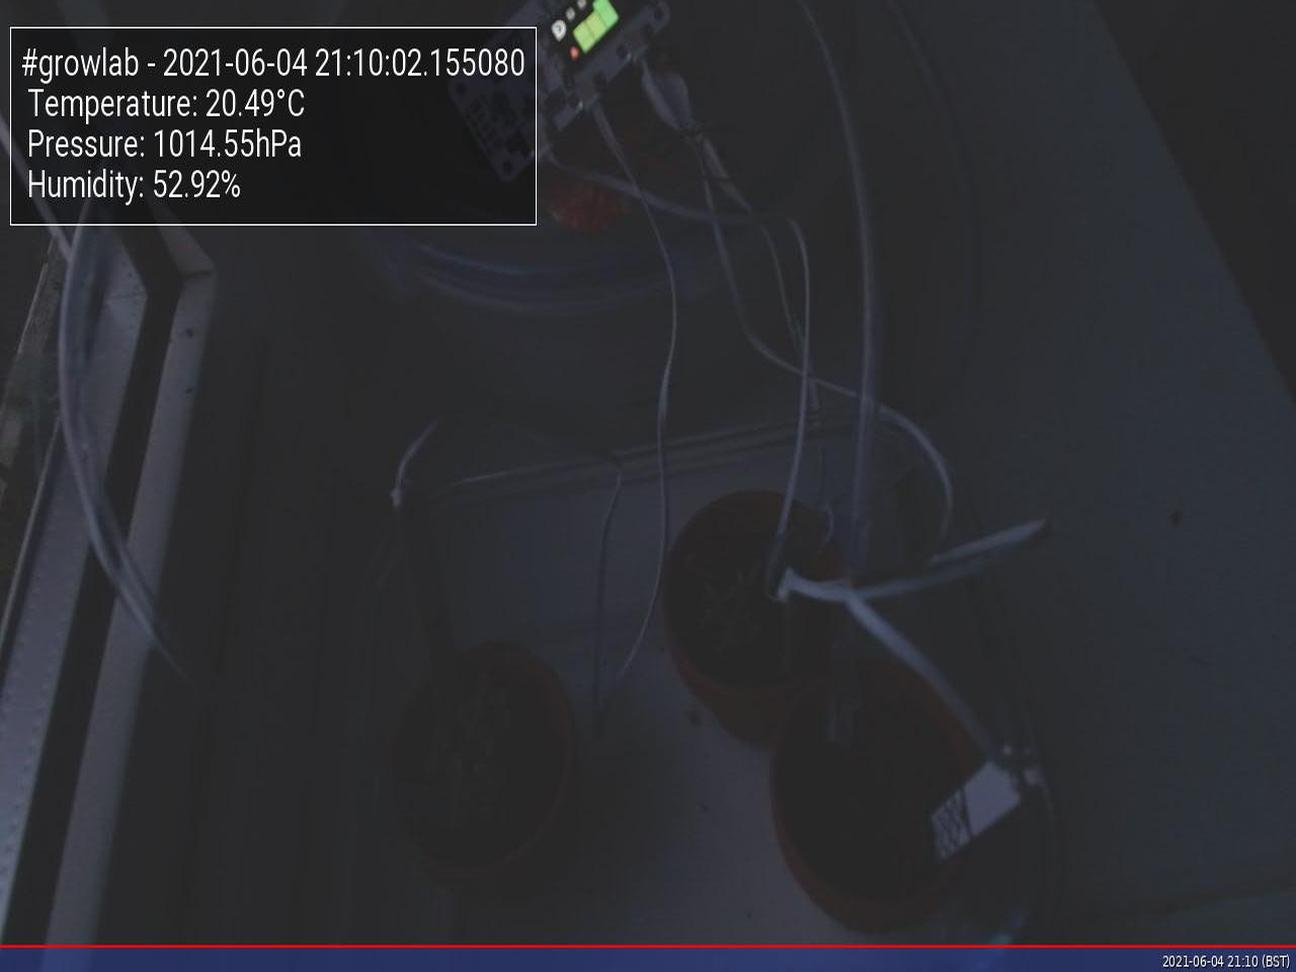 #growlab - 2021-06-04 21:10:02.155080
Temperature: 20.49°C
Pressure: 1014.55hPa
Humidity: 52.92%
2021-06-04 21:10 (BST)